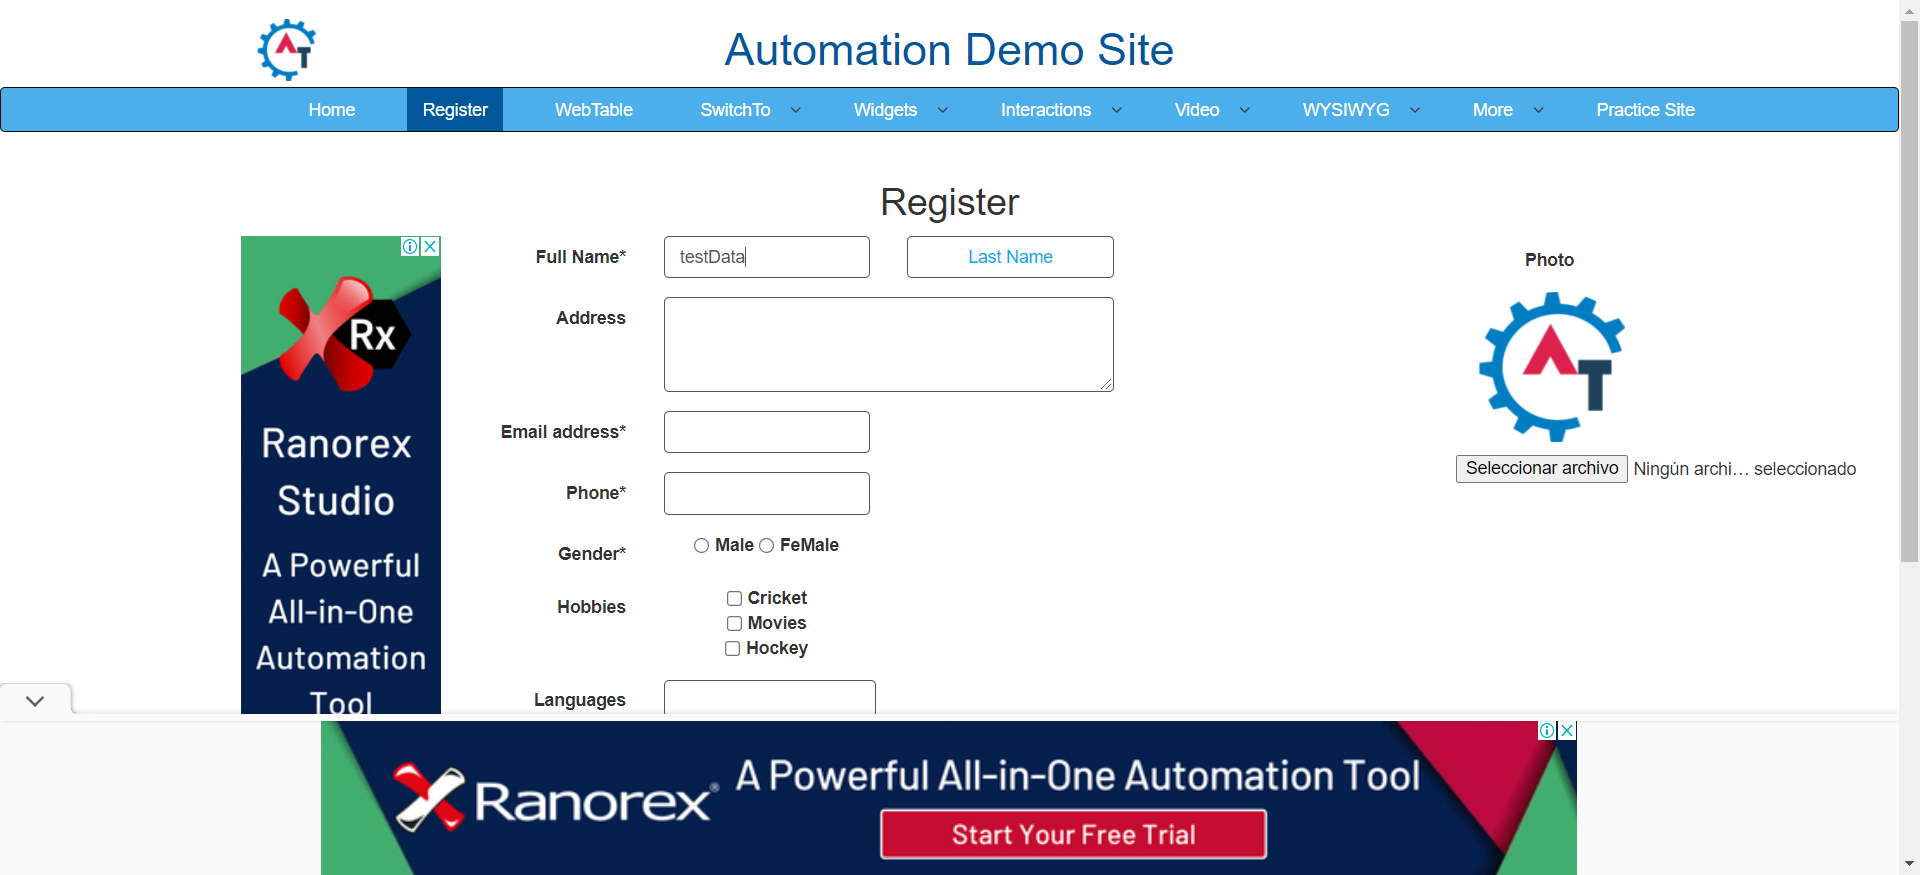 AT
Automation Demo Site
Home Register WebTable SwitchTo Widgets Interactions Video WYSIWYG More Practice Site
Register
Full Name* testData Last Name
Address
Email address*
Phone*
Gender* Male FeMale
Hobbies
Cricket
Movies
Hockey
Languages
Photo
AT
Seleccionar archivo Ningún archi… seleccionado
Rx
Ranorex
Studio
A Powerful
All-in-One
Automation
Tool
Ranorex®
A Powerful All-in-One Automation Tool
Start Your Free Trial